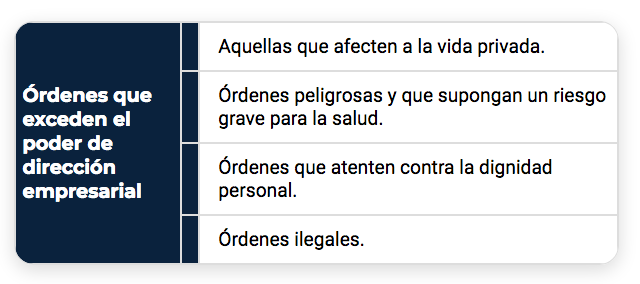 Órdenes que
exceden el
poder de
dirección
empresarial
Aquellas que afecten a la vida privada.
Órdenes peligrosas y que supongan un riesgo
grave para la salud.
Órdenes que atenten contra la dignidad
personal.
Órdenes ilegales.